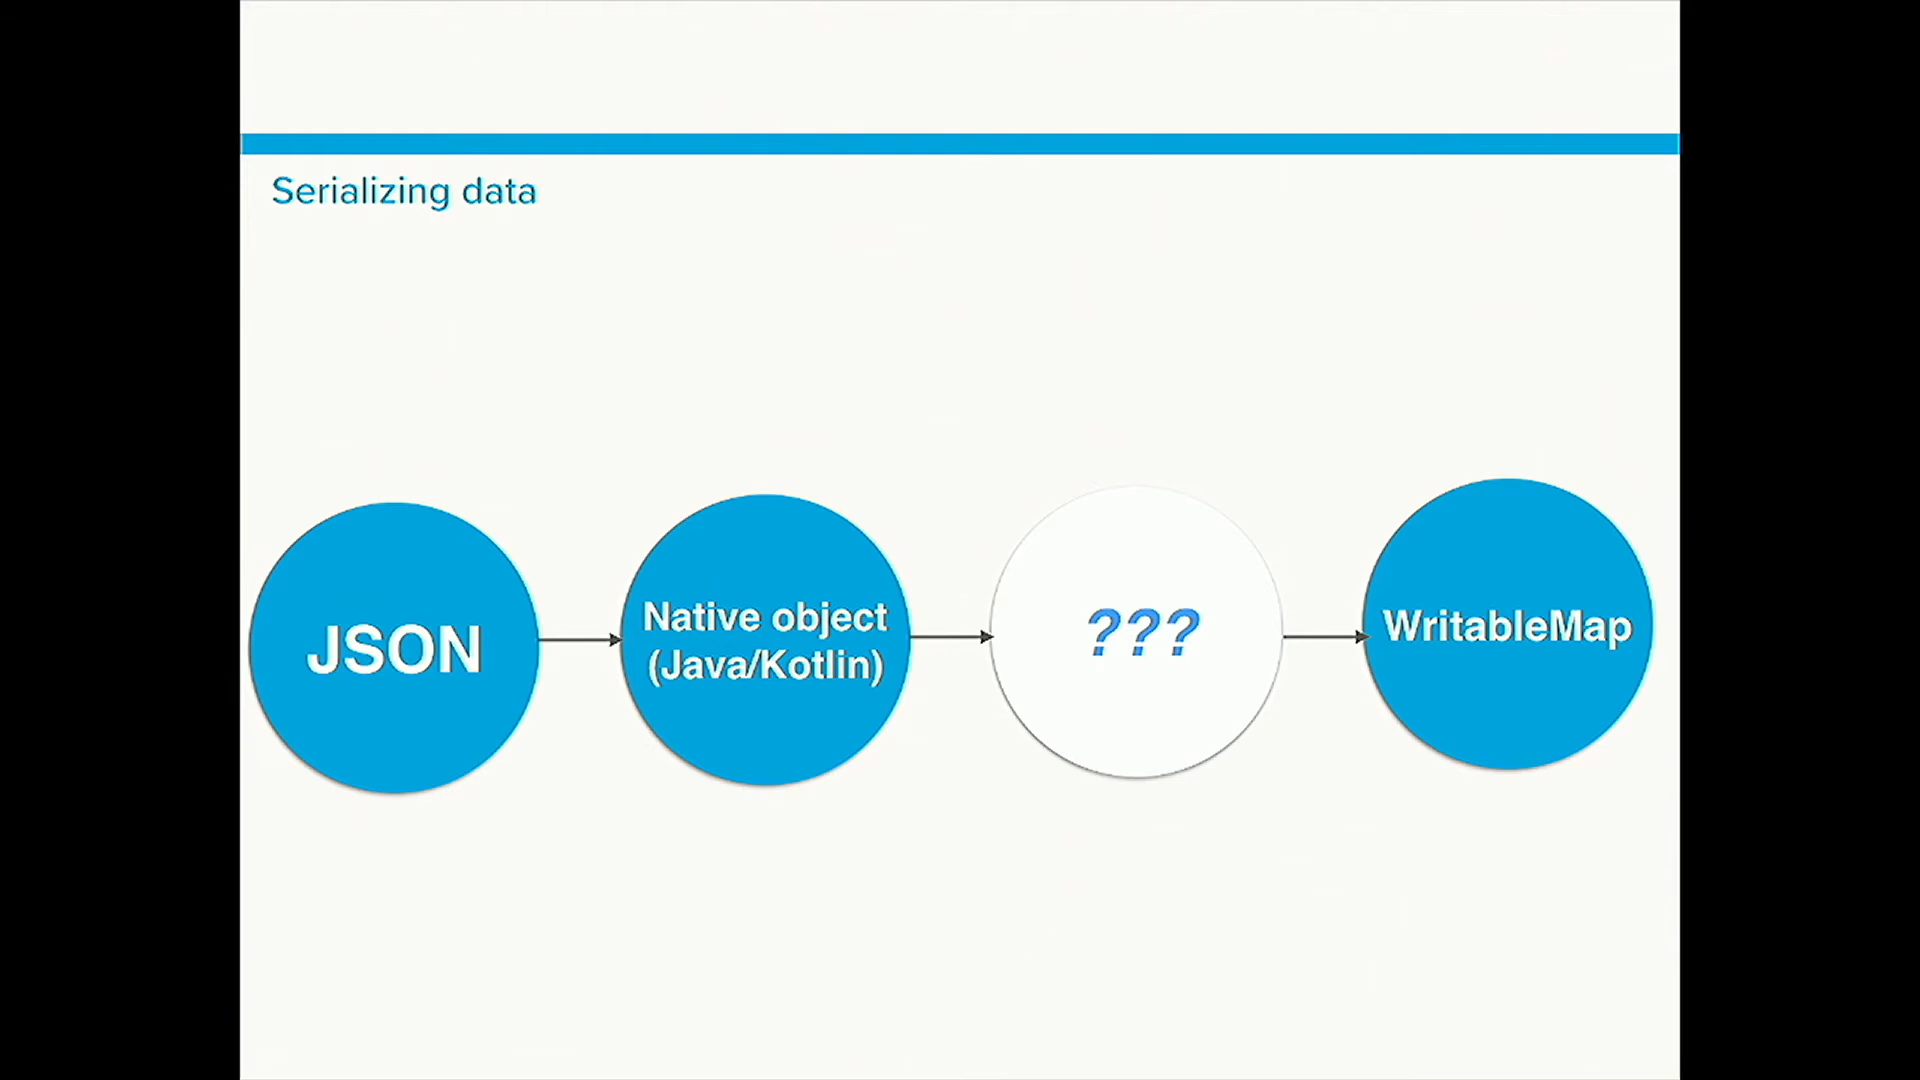 Serializing data
JSON
Native object
(Java/Kotlin)
???
WritableMap